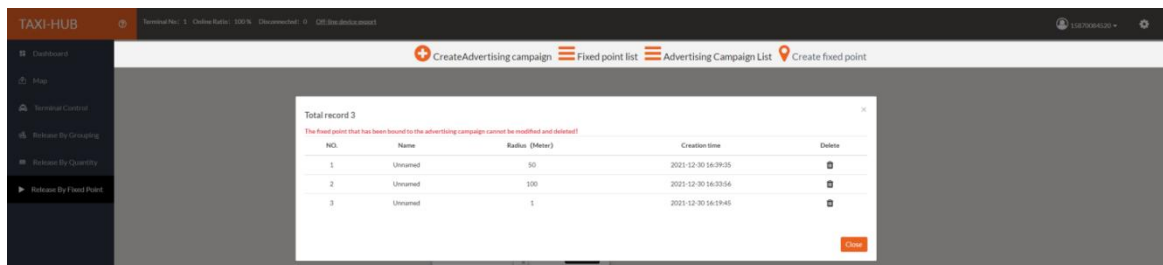 TAXI-HUB
Terminal No: 5 Online Ratio: 100% Disconnected: 0 Off-line device export
15870084520
Dashboard
Map
Terminal Control
Release By Grouping
Release By Quantity
Release By Fixed Point
CreateAdvertising campaign Fixed point list Advertising Campaign List Create fixed point
Total record 3
×
The fixed point that has been bound to the advertising campaign cannot be modified and deleted!
NO. Name Radius (Meter) Creation time Delete
1 Unnamed 50 2021-12-30 16:39:35
2 Unnamed 100 2021-12-30 16:33:56
3 Unnamed 1 2021-12-30 16:19:45
Close